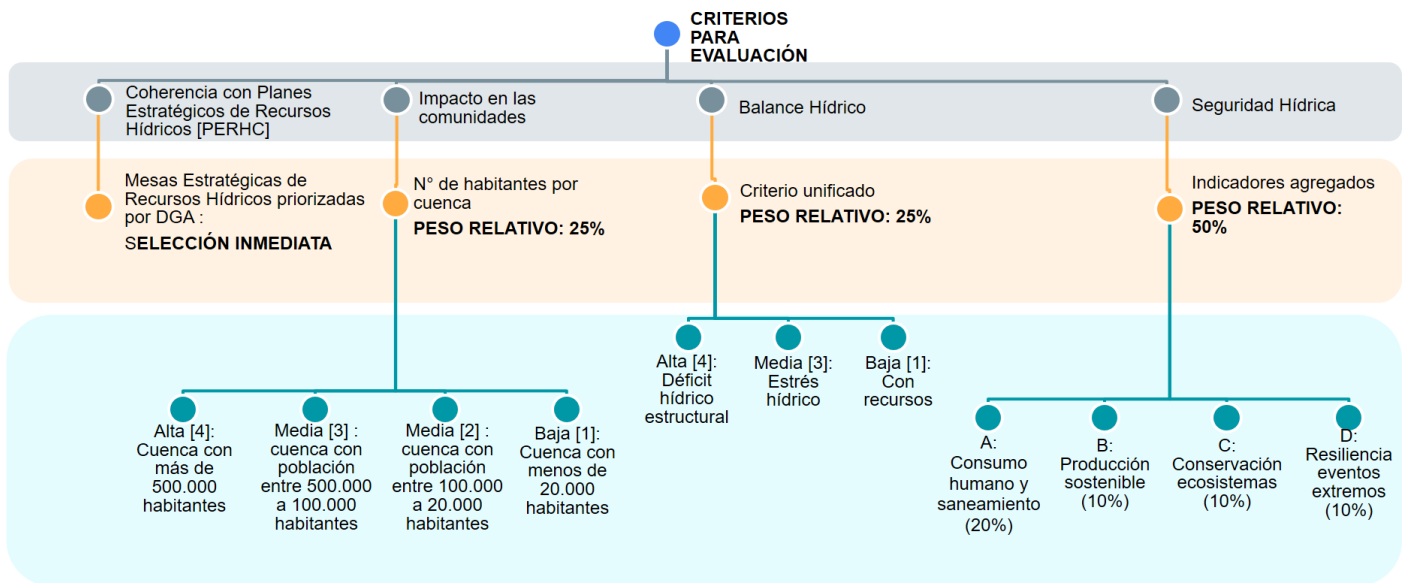 CRITERIOS
PARA
EVALUACIÓN
Coherencia con Planes
Estratégicos de Recursos
Hídricos [PERHC]
Impacto en las
comunidades
Balance Hídrico
Seguridad Hídrica
Mesas Estratégicas de
Recursos Hídricos priorizadas
por DGA :
SELECCIÓN INMEDIATA
N° de habitantes por
cuenca
PESO RELATIVO: 25%
Criterio unificado
PESO RELATIVO: 25%
Indicadores agregados
PESO RELATIVO:
50%
Alta [4]:
Cuenca con
más de
500.000
habitantes
Media [3] :
cuenca con
población
entre 500.000
a 100.000
habitantes
Media [2] :
cuenca con
población
entre 100.000
a 20.000
habitantes
Baja [1]:
Cuenca con
menos de
20.000
habitantes
Alta [4]:
Déficit
hídrico
estructural
Media [3]:
Estrés
hídrico
Baja [1]:
Con
recursos
A:
Consumo
humano y
saneamiento
(20%)
B:
Producción
sostenible
(10%)
C:
Conservación
ecosistemas
(10%)
D:
Resiliencia
eventos
extremos
(10%)